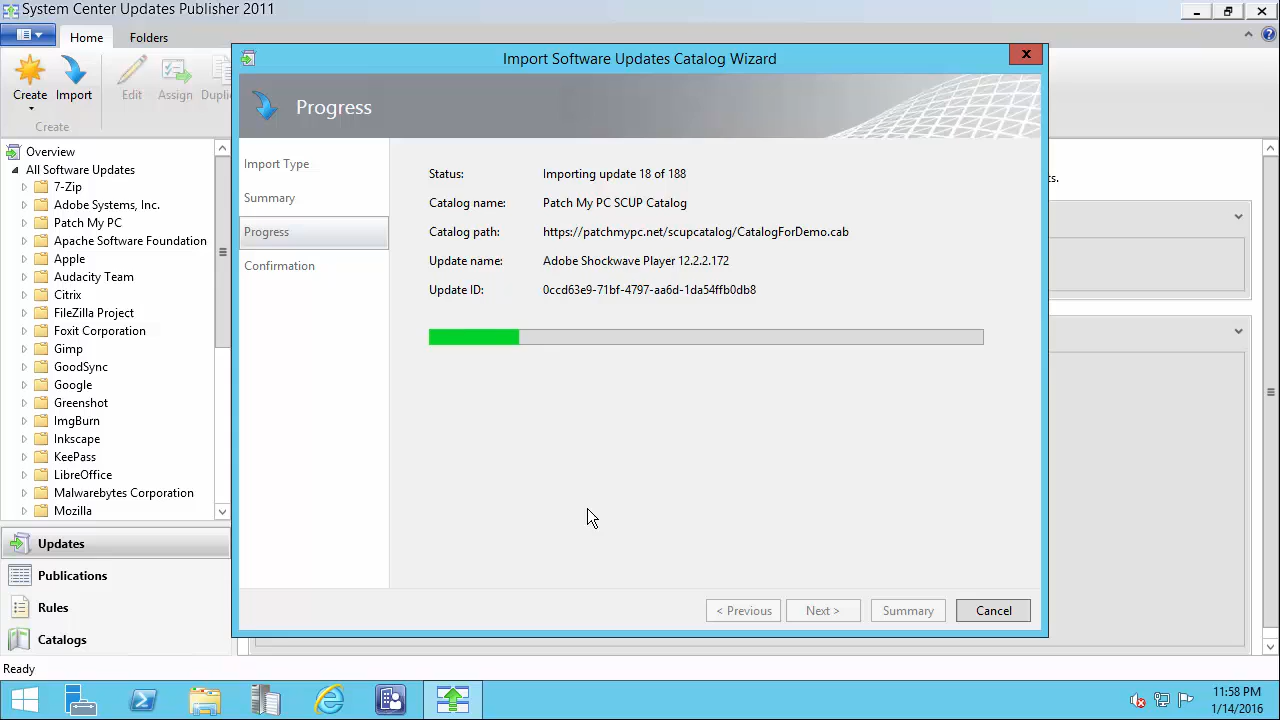 System Center Updates Publisher 2011
Home
Folders
Create
Import
Edit
Assign
Create
Overview
All Software Updates
7-Zip
Adobe Systems, Inc.
Patch My PC
Apache Software Foundation
Apple
Audacity Team
Citrix
FileZilla Project
Foxit Corporation
Gimp
GoodSync
Google
Greenshot
ImgBurn
Inkscape
KeePass
LibreOffice
Malwarebytes Corporation
Mozilla
Updates
Publications
Rules
Catalogs
Ready
Import Software Updates Catalog Wizard
Progress
Import Type
Summary
Progress
Confirmation
Status: Importing update 18 of 188
Catalog name: Patch My PC SCUP Catalog
Catalog path: https://patchmypc.net/scupcatalog/CatalogForDemo.cab
Update name: Adobe Shockwave Player 12.2.2.172
Update ID: 0ccd63e9-71bf-4797-aa6d-1da54ffb0db8
< Previous
Next >
Summary
Cancel
11:58 PM
1/14/2016